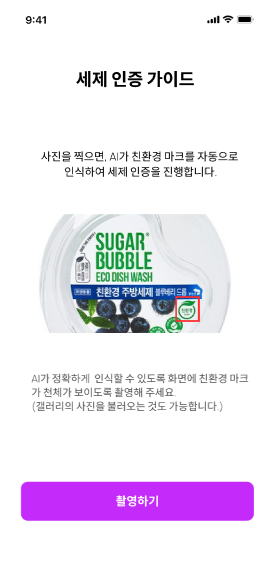 9:41
세제 인증 가이드
사진을 찍으면, AI가 친환경 마크를 자동으로
인식하여 세제 인증을 진행합니다.
SUGAR
BUBBLE
ECO DISH WASH
친환경 주방세제 블루베리 드롭
친환경
AI가 정확하게 인식할 수 있도록 화면에 친환경 마크
가 전체가 보이도록 촬영해 주세요.
(갤러리의 사진을 불러오는 것도 가능합니다.)
촬영하기